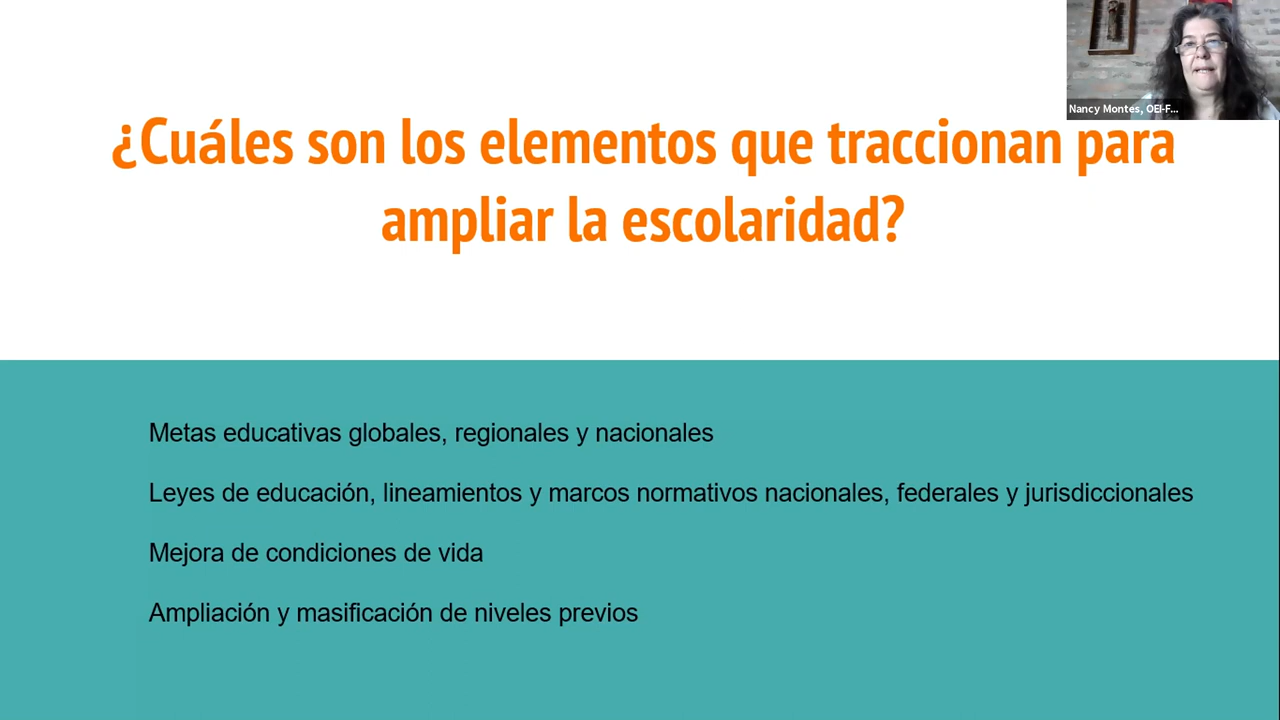 Nancy Montes, OEI-F...
¿Cuáles son los elementos que traccionan para
ampliar la escolaridad?
Metas educativas globales, regionales y nacionales
Leyes de educación, lineamientos y marcos normativos nacionales, federales y jurisdiccionales
Mejora de condiciones de vida
Ampliación y masificación de niveles previos